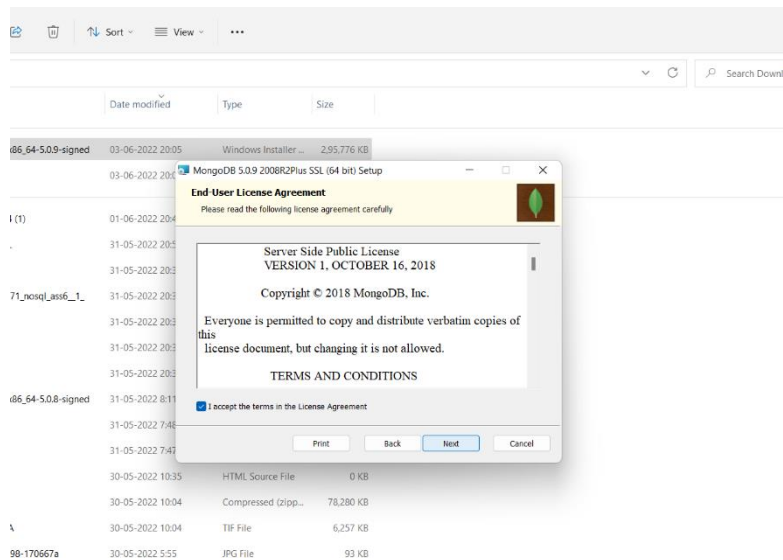 Sort
View
Search Downl
Date modified
Type
Size
x86_64-5.0.9-signed 03-06-2022 20:05 Windows Installer ... 2,95,776 KB
03-06-2022 20:0
MongoDB 5.0.9 2008R2Plus SSL (64 bit) Setup
End-User License Agreement
Please read the following license agreement carefully
(1) 01-06-2022 20:4
31-05-2022 20:5
Server Side Public License
VERSION 1, OCTOBER 16, 2018
31-05-2022 20:3
71_nosql_ass6__1_ 31-05-2022 20:3
Copyright © 2018 MongoDB, Inc.
31-05-2022 20:3
Everyone is permitted to copy and distribute verbatim copies of
this
31-05-2022 20:3
license document, but changing it is not allowed.
31-05-2022 20:3
TERMS AND CONDITIONS
x86_64-5.0.8-signed 31-05-2022 8:11
I accept the terms in the License Agreement
31-05-2022 7:48
Print Back Next Cancel
31-05-2022 7:47
30-05-2022 10:35 HTML Source File 0 KB
30-05-2022 10:04 Compressed (zipp... 78,280 KB
A 30-05-2022 10:04 TIF File 6,257 KB
98-170667a 30-05-2022 5:55 JPG File 93 KB